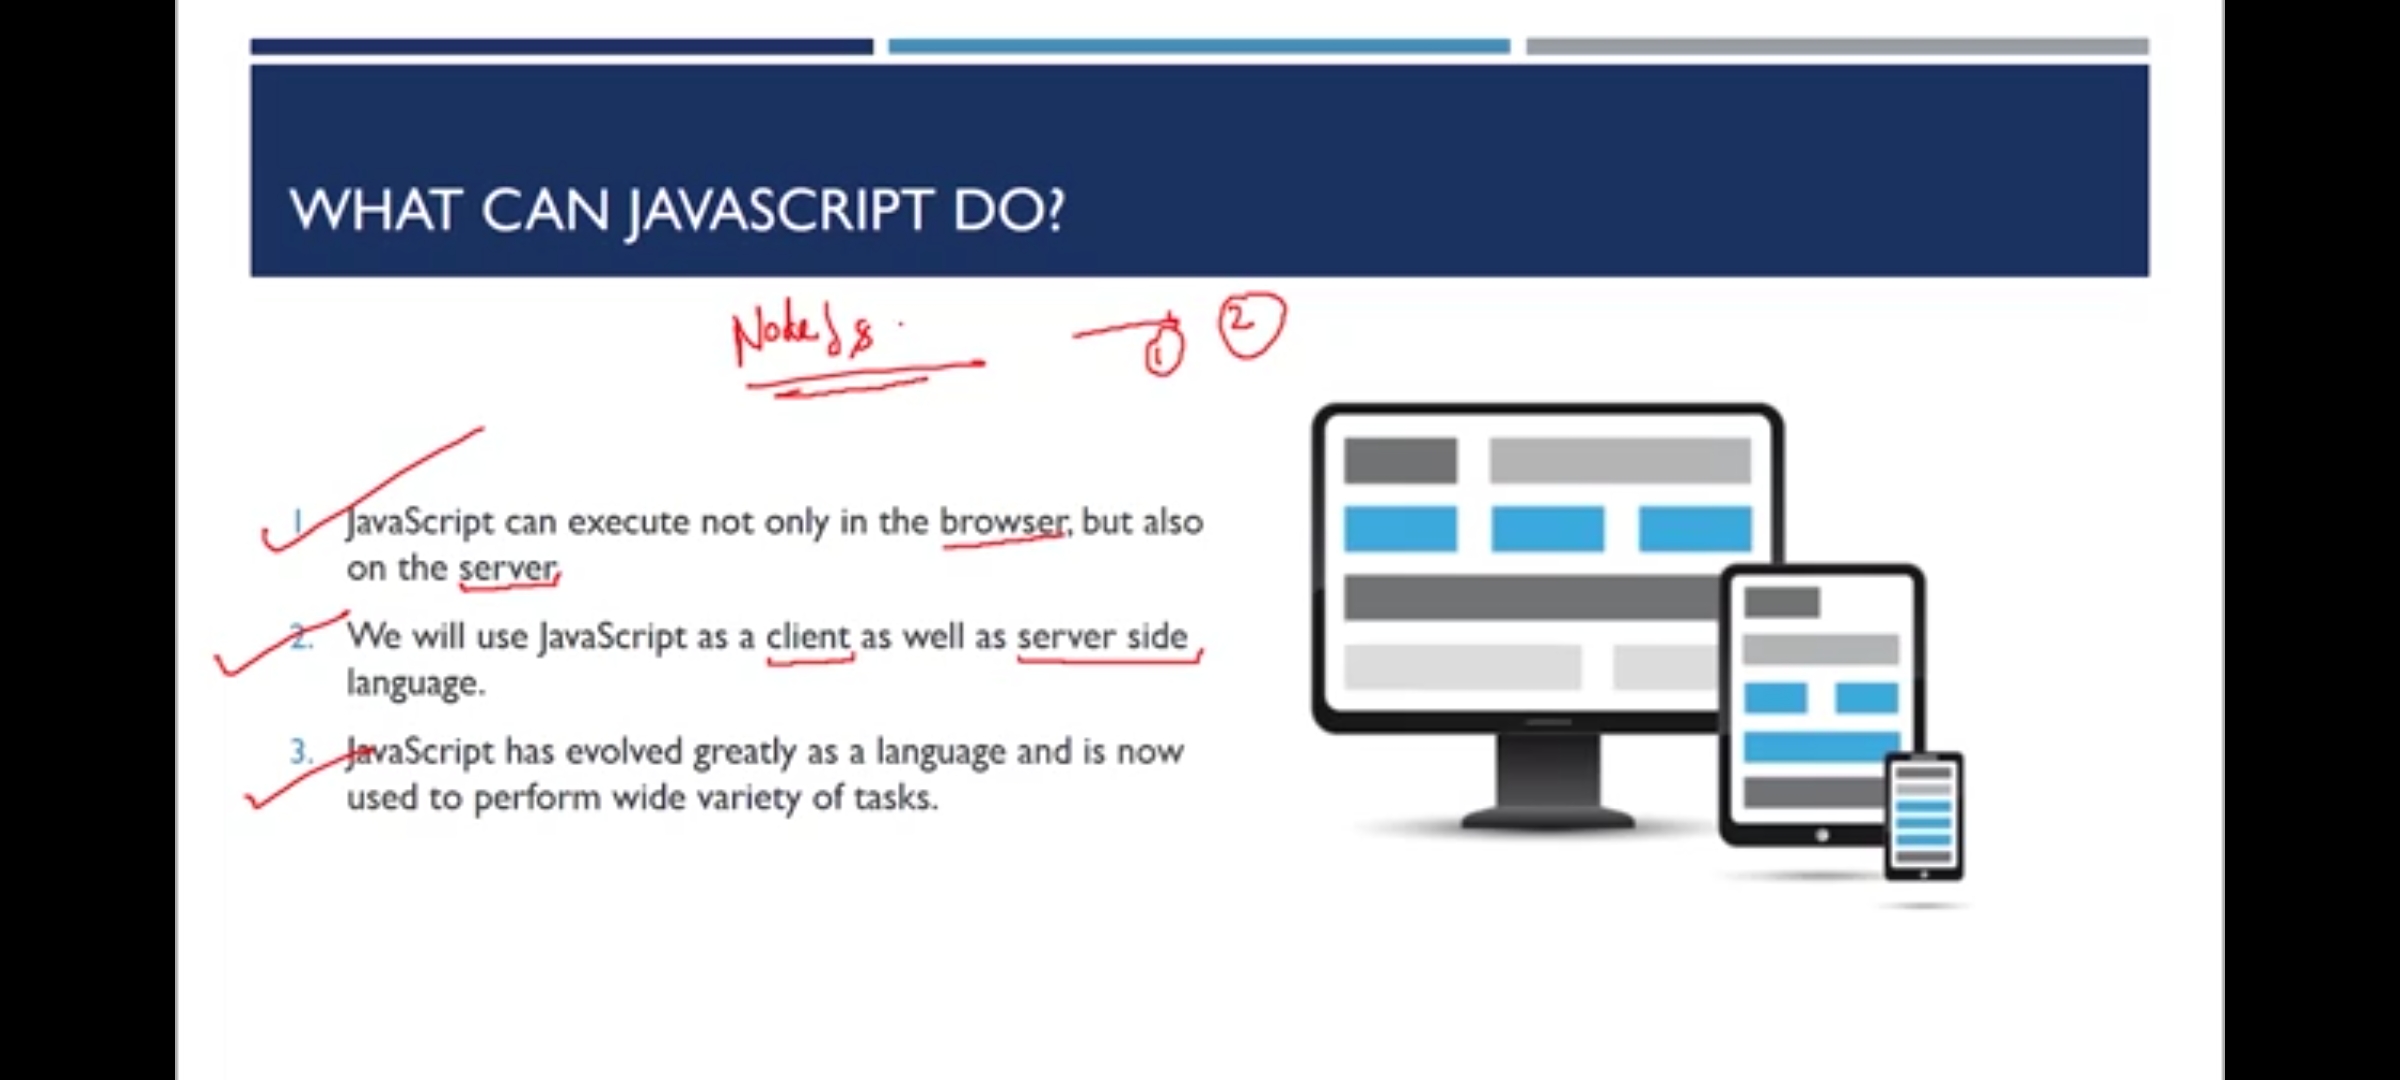 WHAT CAN JAVASCRIPT DO?
NodeJs
1 2
1. JavaScript can execute not only in the browser, but also
on the server,
2. We will use JavaScript as a client as well as server side
language.
3. JavaScript has evolved greatly as a language and is now
used to perform wide variety of tasks.